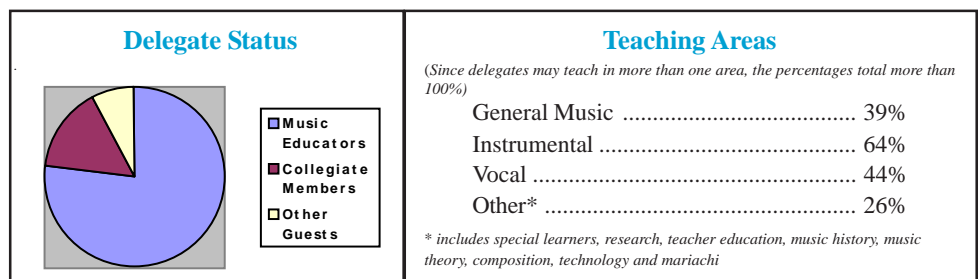 Delegate Status
.
Music
Educators
Collegiate
Members
Other
Guests
Teaching Areas
(Since delegates may teach in more than one area, the percentages total more than
100%)
General Music ............................................. 39%
Instrumental ................................................. 64%
Vocal ............................................................. 44%
Other* ........................................................... 26%
* includes special learners, research, teacher education, music history, music
theory, composition, technology and mariachi